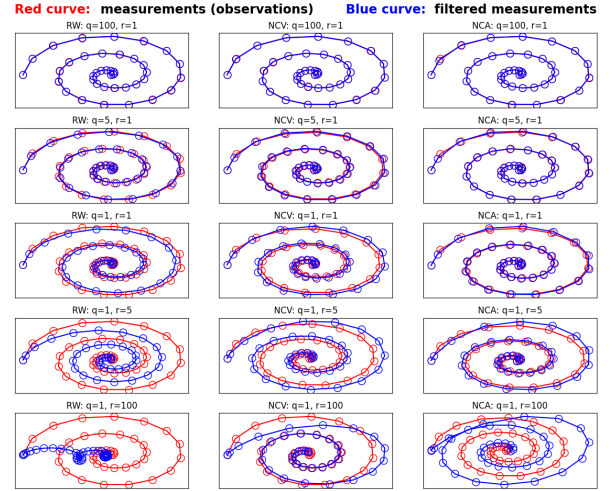 Red curve: measurements (observations) Blue curve: filtered measurements
RW: q=100, r=1 NCV: q=100, r=1 NCA: q=100, r=1
RW: q=5, r=1 NCV: q=5, r=1 NCA: q=5, r=1
RW: q=1, r=1 NCV: q=1, r=1 NCA: q=1, r=1
RW: q=1, r=5 NCV: q=1, r=5 NCA: q=1, r=5
RW: q=1, r=100 NCV: q=1, r=100 NCA: q=1, r=100